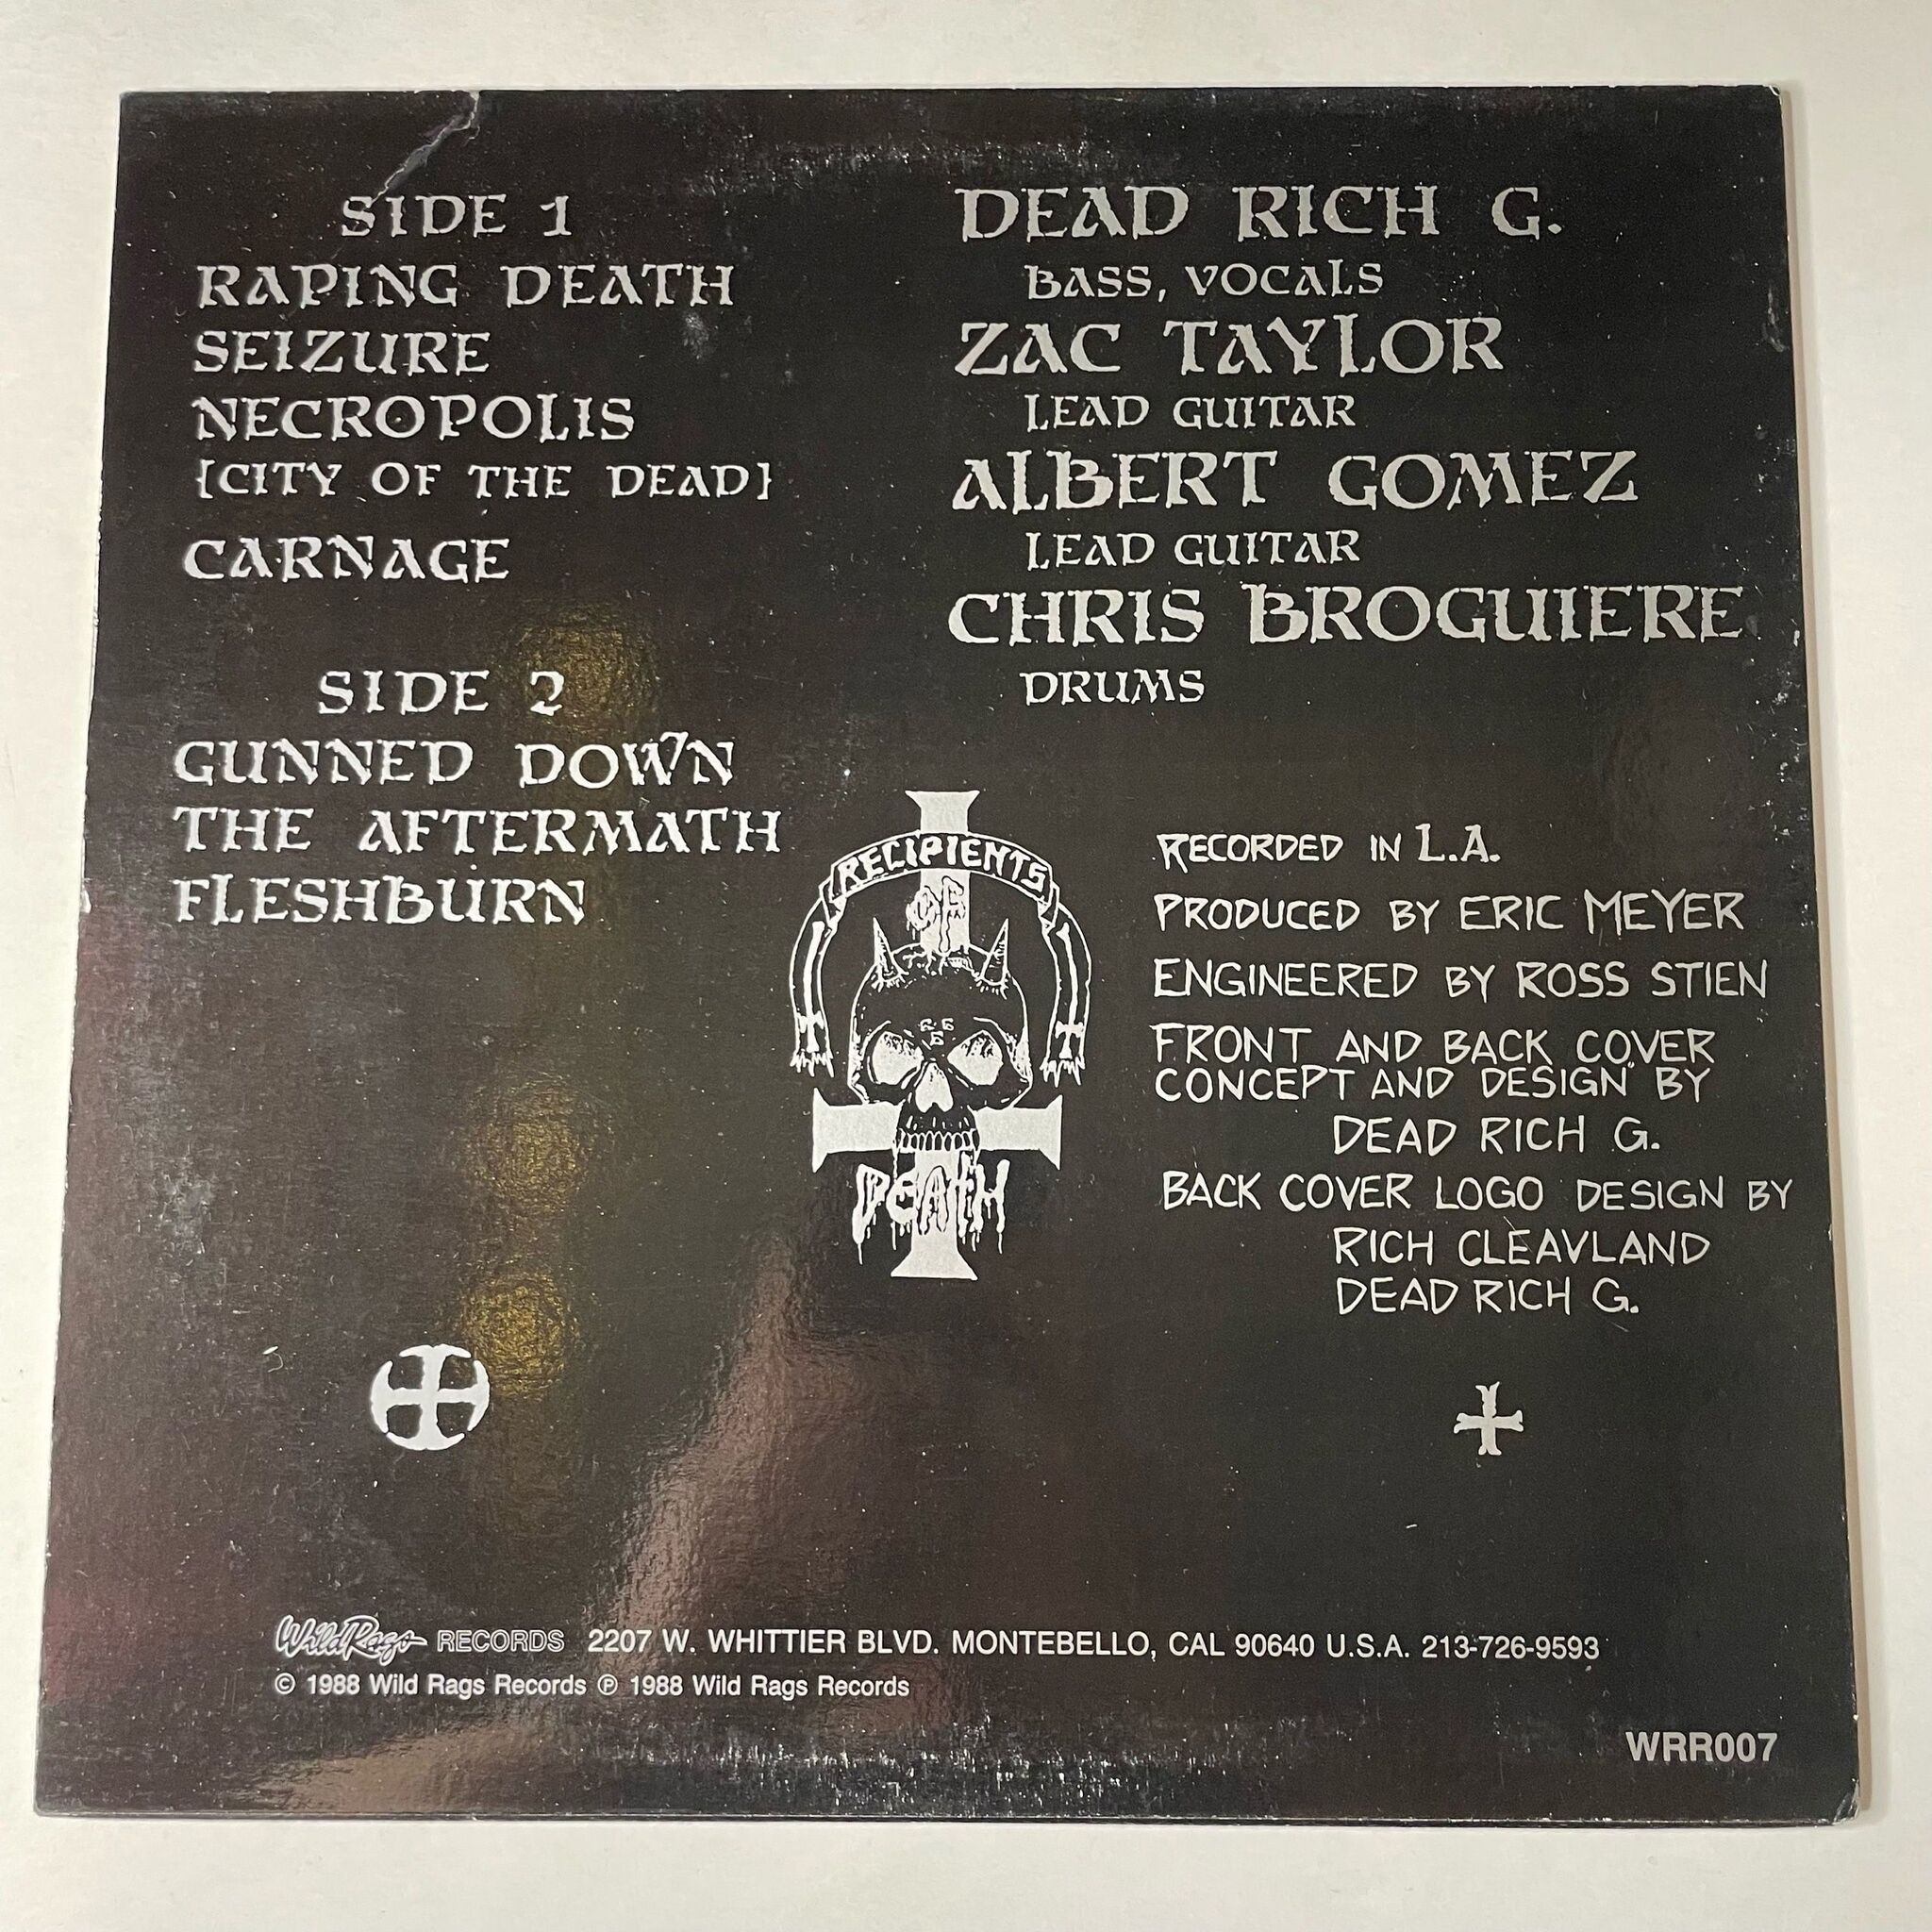 SIDE 1
RAPING DEATH
SEIZURE
NECROPOLIS
[CITY OF THE DEAD]
CARNAGE
SIDE 2
GUNNED DOWN
THE AFTERMATH
FLESHBURN
DEAD RICH G.
BASS, VOCALS
ZAC TAYLOR
LEAD GUITAR
ALBERT GOMEZ
LEAD GUITAR
CHRIS BROGUIERE
DRUMS
RECIPIENTS
OF
666
DEATH
RECORDED IN L.A.
PRODUCED BY ERIC MEYER
ENGINEERED BY ROSS STIEN
FRONT AND BACK COVER
CONCEPT AND DESIGN BY
DEAD RICH G.
BACK COVER LOGO DESIGN BY
RICH CLEAVLAND
DEAD RICH G.
Wild Rags RECORDS 2207 W. WHITTIER BLVD. MONTEBELLO, CAL 90640 U.S.A. 213-726-9593
© 1988 Wild Rags Records ℗ 1988 Wild Rags Records
WRR007